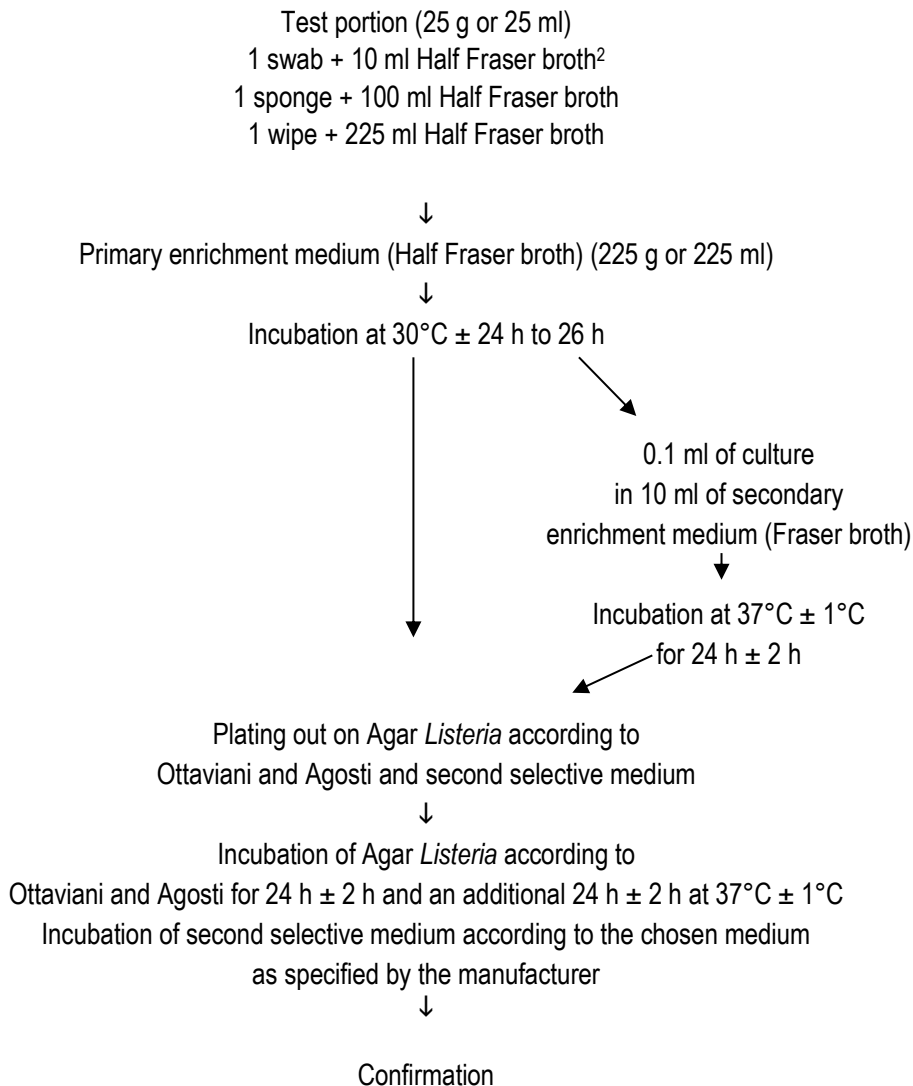 Test portion (25 g or 25 ml)
1 swab + 10 ml Half Fraser broth²
1 sponge + 100 ml Half Fraser broth
1 wipe + 225 ml Half Fraser broth
↓
Primary enrichment medium (Half Fraser broth) (225 g or 225 ml)
↓
Incubation at 30°C ± 24 h to 26 h
0.1 ml of culture
in 10 ml of secondary
enrichment medium (Fraser broth)
Incubation at 37°C ± 1°C
for 24 h ± 2 h
Plating out on Agar Listeria according to
Ottaviani and Agosti and second selective medium
↓
Incubation of Agar Listeria according to
Ottaviani and Agosti for 24 h ± 2 h and an additional 24 h ± 2 h at 37°C ± 1°C
Incubation of second selective medium according to the chosen medium
as specified by the manufacturer
↓
Confirmation